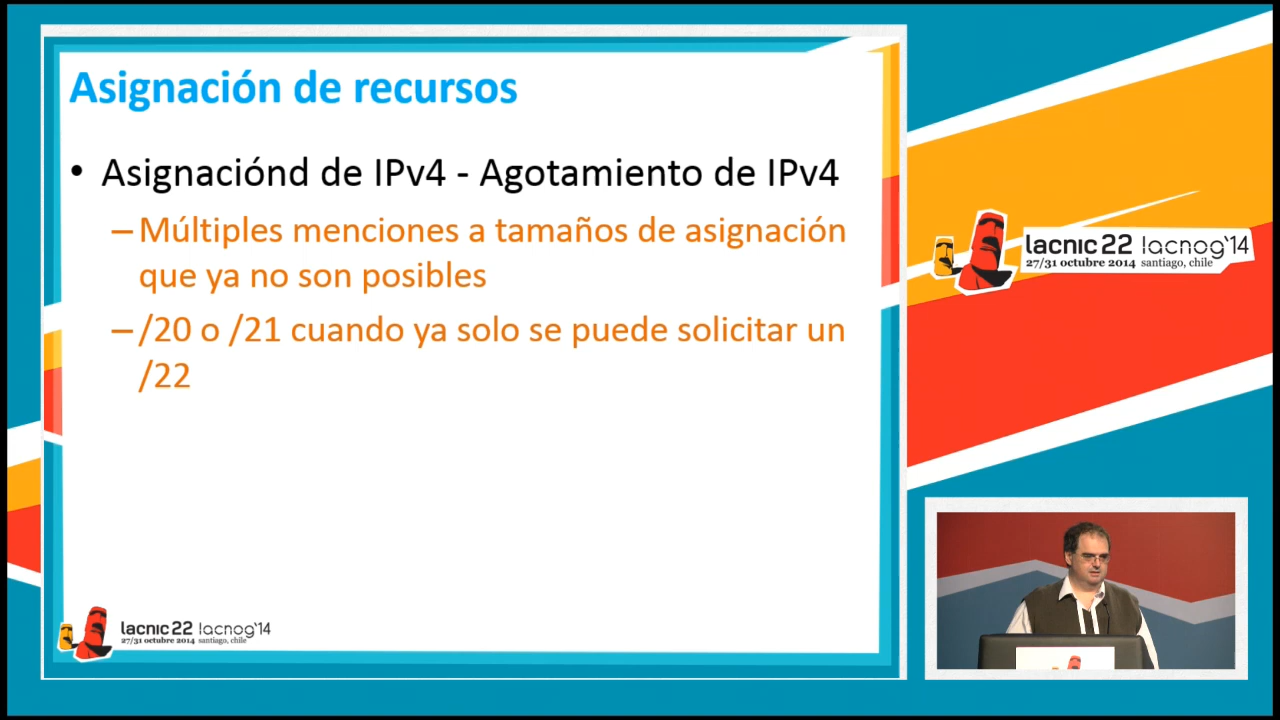 Asignación de recursos
• Asignaciónd de IPv4 - Agotamiento de IPv4
– Múltiples menciones a tamaños de asignación
que ya no son posibles
– /20 o /21 cuando ya solo se puede solicitar un
/22
lacnic 22 lacnog'14
27/31 octubre 2014 santiago, chile
lacnic 22 lacnog'14
27/31 octubre 2014 santiago, chile